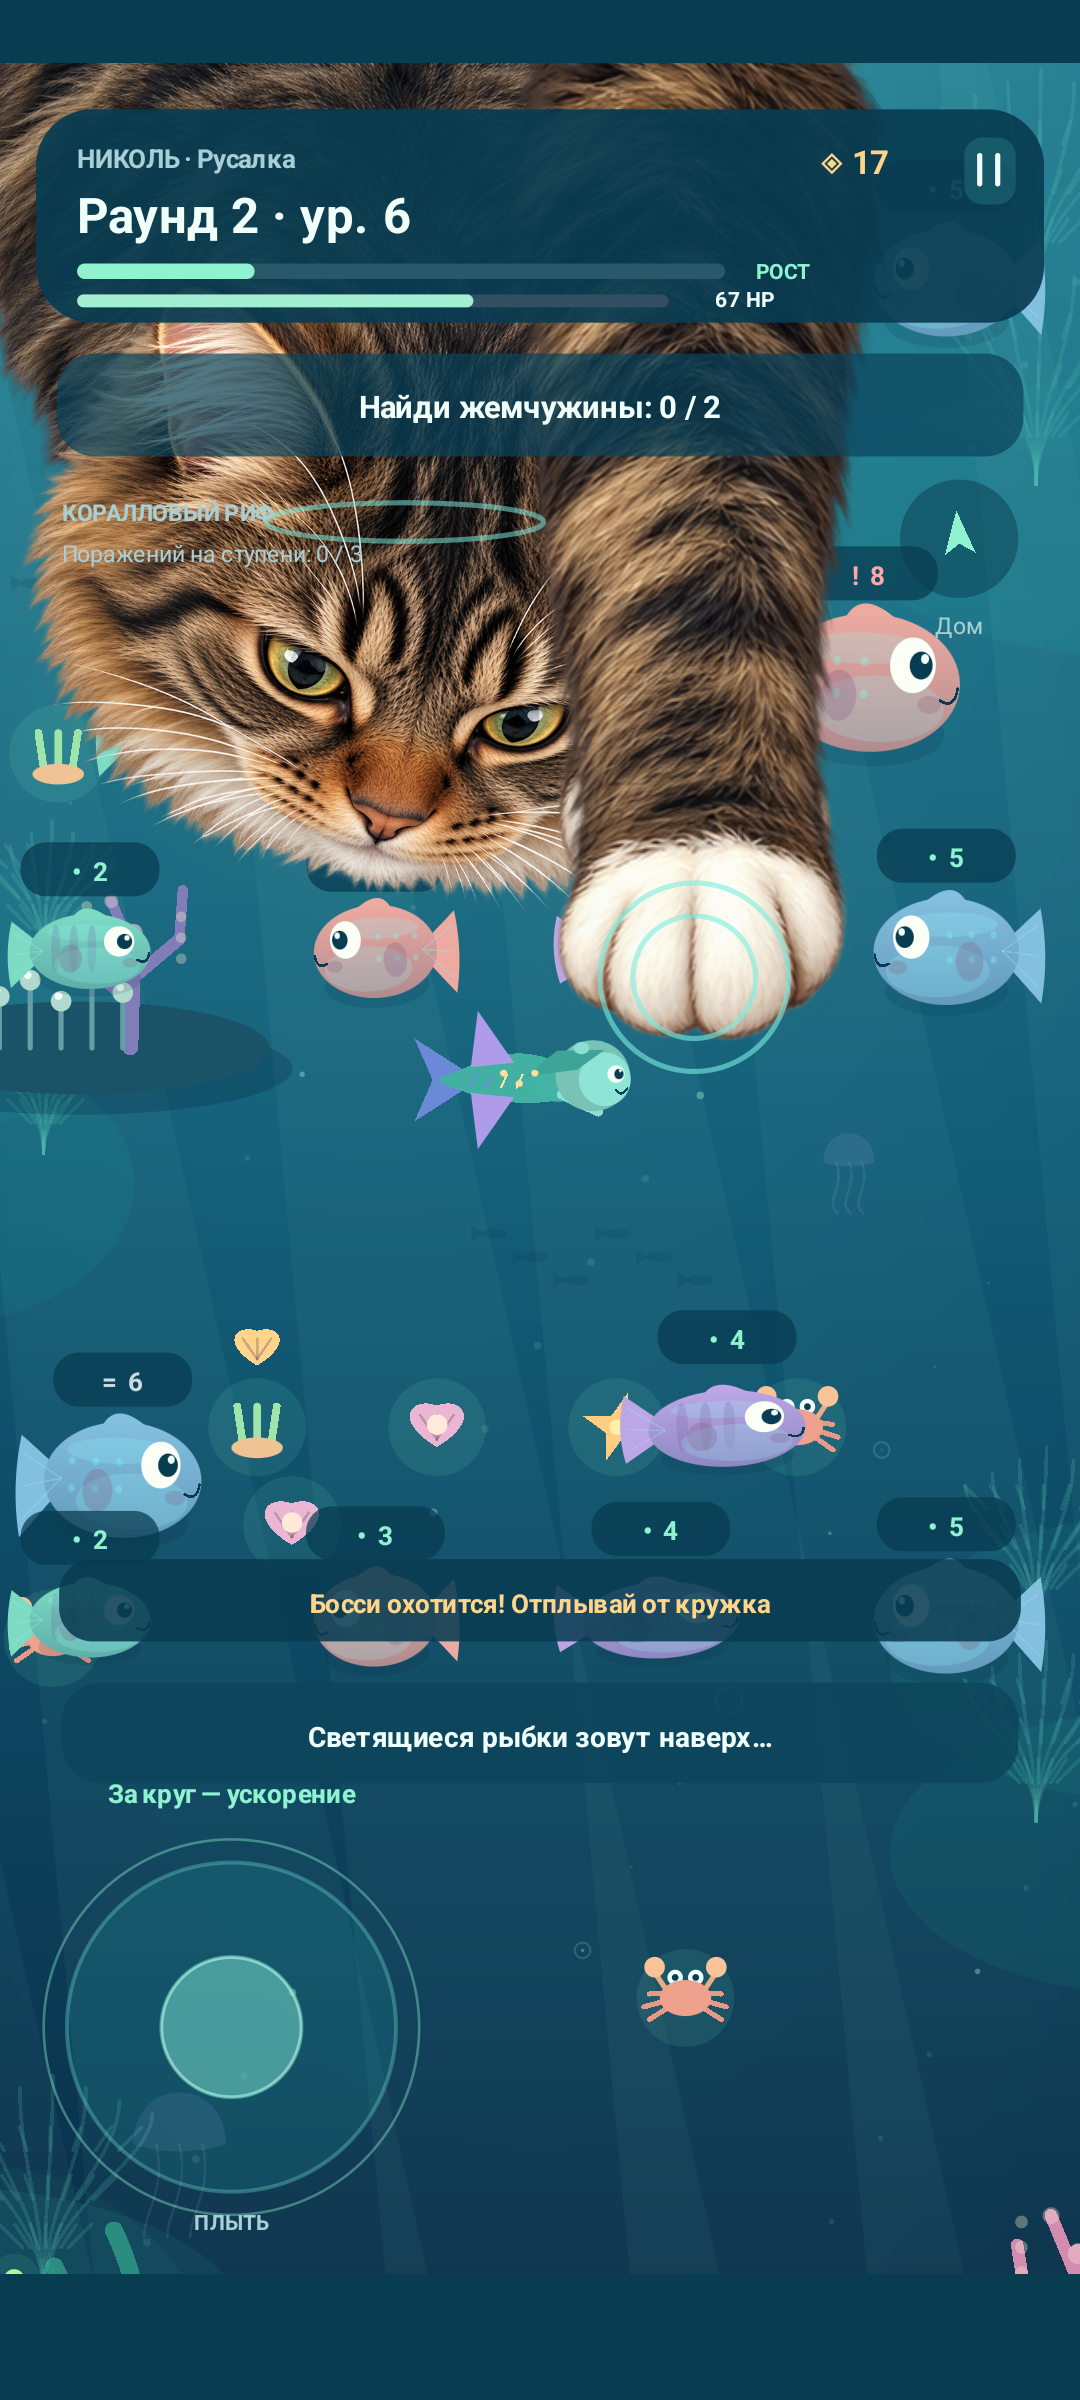 НИКОЛЬ · Русалка
17
Раунд 2 · ур. 6
• 5
РОСТ
67 HP
Найди жемчужины: 0 / 2
КОРАЛЛОВЫЙ РИФ
Поражений на ступени: 0 / 3
! 8
Дом
• 2
• 5
• 4
= 6
• 2
• 3
• 4
• 5
Босси охотится! Отплывай от кружка
Светящиеся рыбки зовут наверх…
За круг — ускорение
ПЛЫТЬ